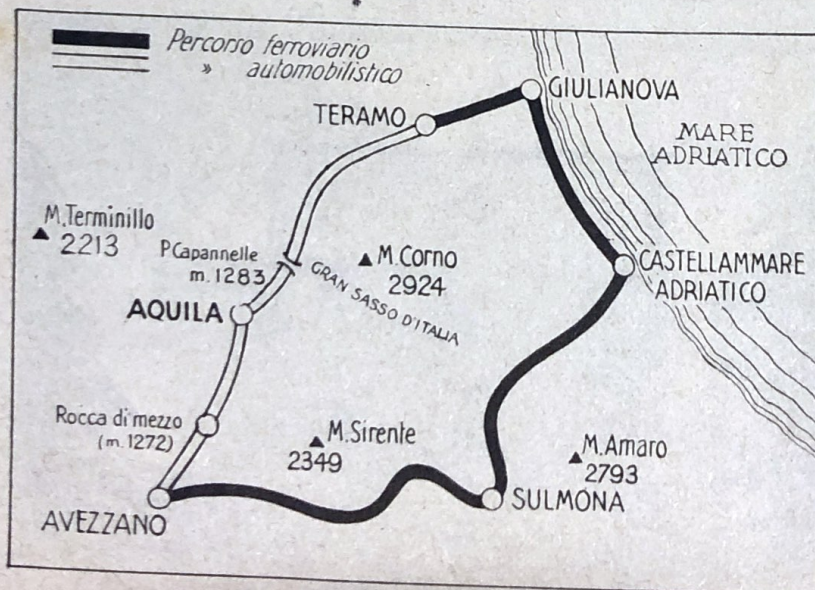 Percorso ferroviario
» automobilistico
GIULIANOVA
TERAMO
MARE
ADRIATICO
M.Terminillo
2213
P.Capannelle
m.1283
M.Corno
2924
GRAN SASSO D'ITALIA
CASTELLAMMARE
ADRIATICO
AQUILA
Rocca di mezzo
(m.1272)
M.Sirente
2349
M.Amaro
2793
SULMONA
AVEZZANO